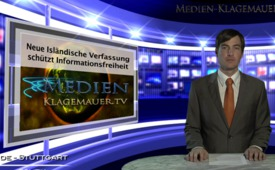 MEDIEN-KLAGEMAUER
Neue Isländische Verfassung
schützt Informationsfreiheit
MEDIEN
KLAGEMAUER.TV
DE - STUTTGART